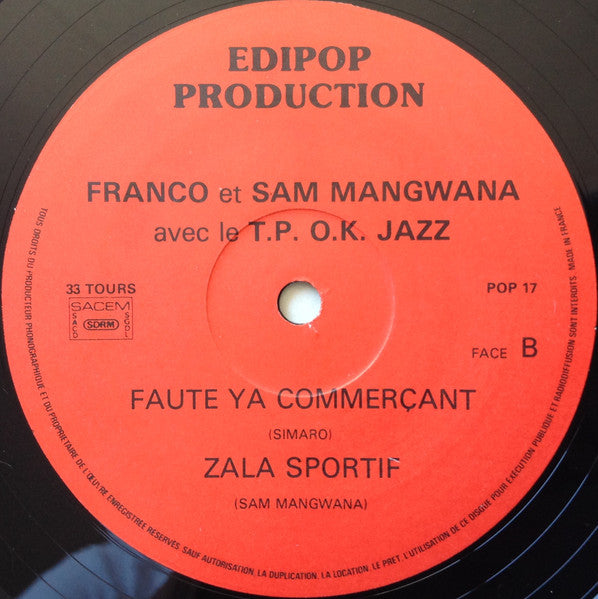 EDIPOP
PRODUCTION
FRANCO et SAM MANGWANA
avec le T.P. O.K. JAZZ
33 TOURS
SACEM
SACD
SDRM
SGDL
POP 17
FACE B
FAUTE YA COMMERÇANT
(SIMARO)
ZALA SPORTIF
(SAM MANGWANA)
TOUS DROITS DU PRODUCTEUR PHONOGRAPHIQUE ET DU PROPRIETAIRE DE L'ŒUVRE ENREGISTREE RESERVES. SAUF AUTORISATION, LA DUPLICATION, LA LOCATION, LE PRET, L'UTILISATION DE CE DISQUE POUR EXECUTION PUBLIQUE ET RADIODIFFUSION SONT INTERDITS. MADE IN FRANCE